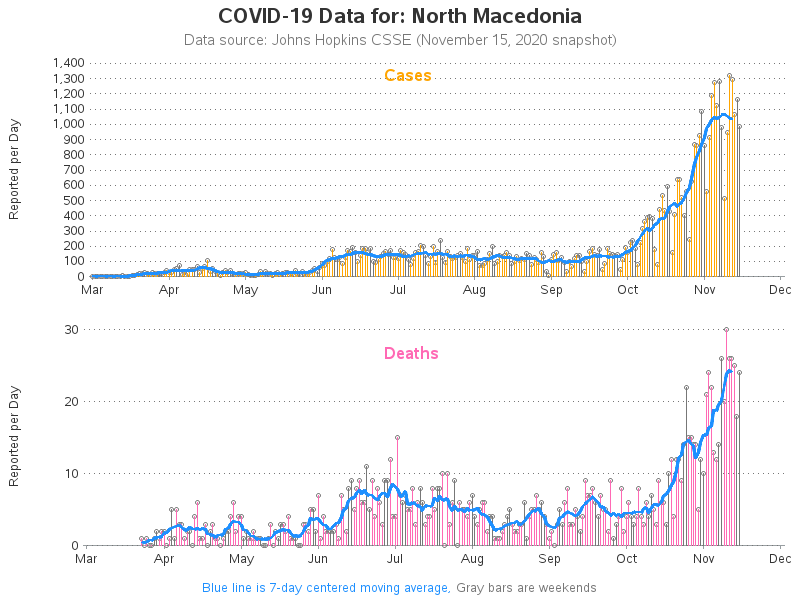 COVID-19 Data for: North Macedonia
Data source: Johns Hopkins CSSE (November 15, 2020 snapshot)
Cases
Reported per Day
1,400
1,300
1,200
1,100
1,000
900
800
700
600
500
400
300
200
100
0
Mar Apr May Jun Jul Aug Sep Oct Nov Dec
Deaths
Reported per Day
30
20
10
0
Mar Apr May Jun Jul Aug Sep Oct Nov Dec
Blue line is 7-day centered moving average, Gray bars are weekends